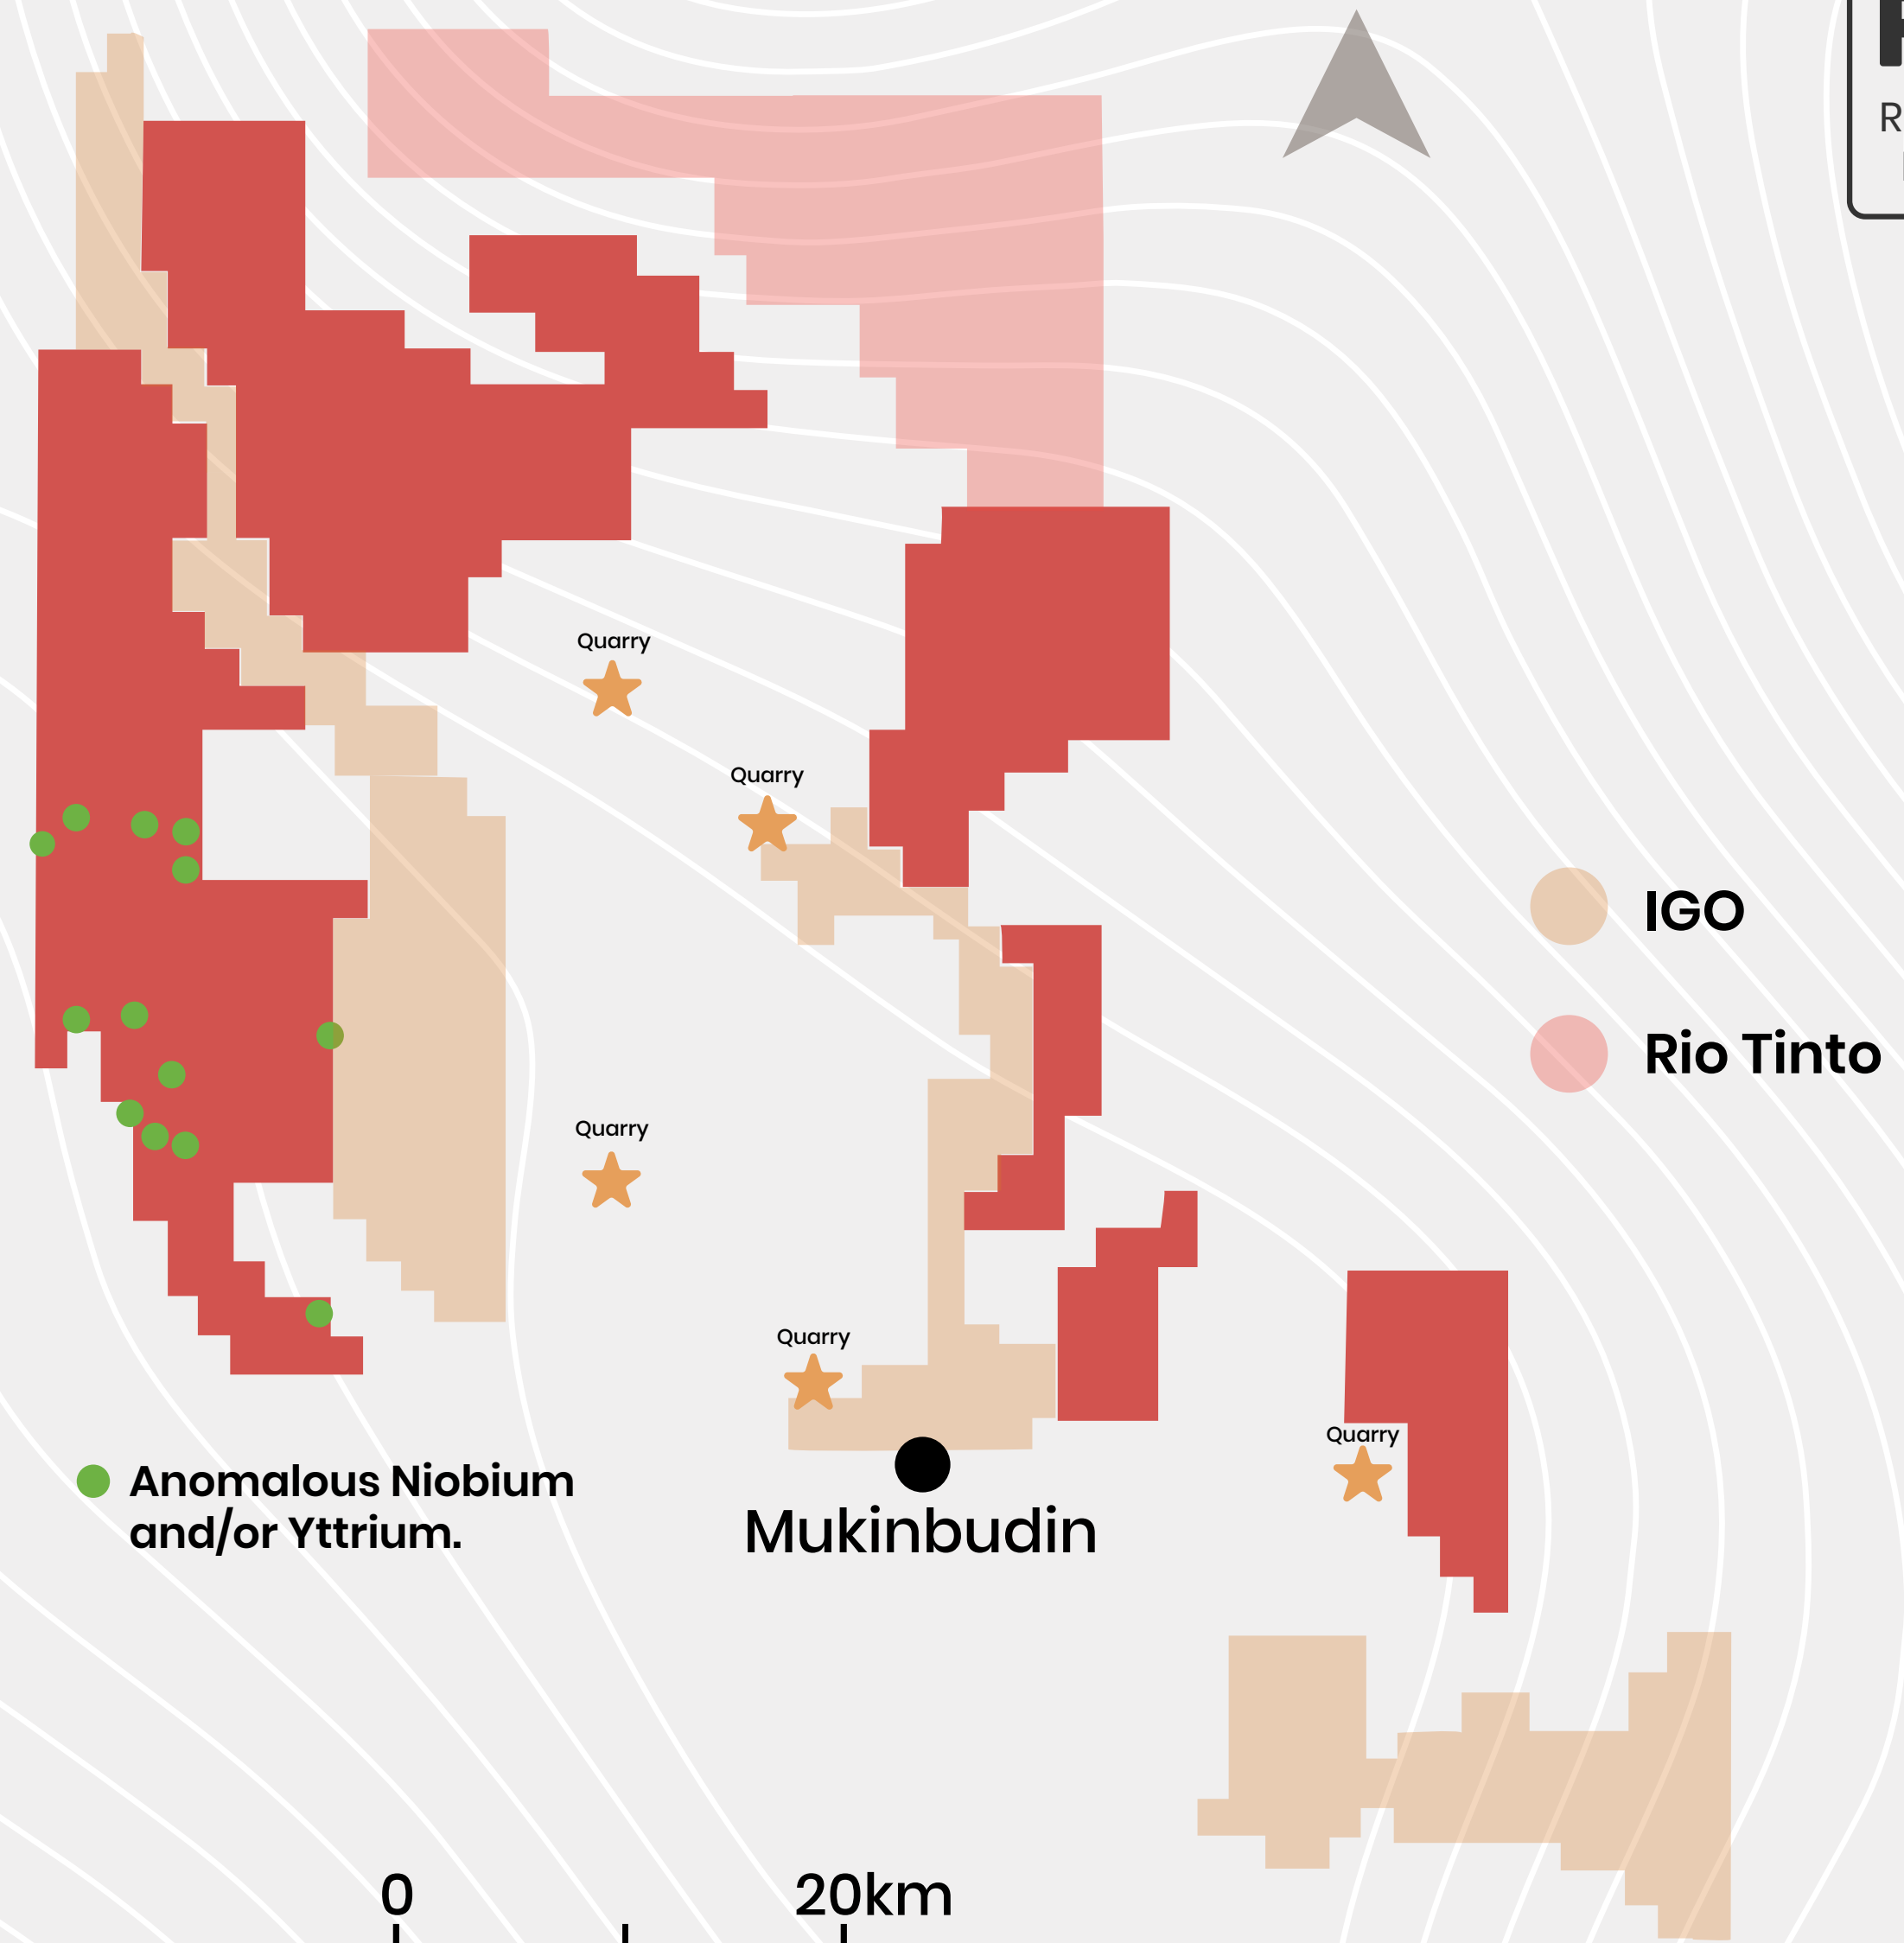 Quarry
Quarry
IGO
Rio Tinto
Quarry
Quarry
Quarry
Anomalous Niobium
and/or Yttrium.
Mukinbudin
0
20km